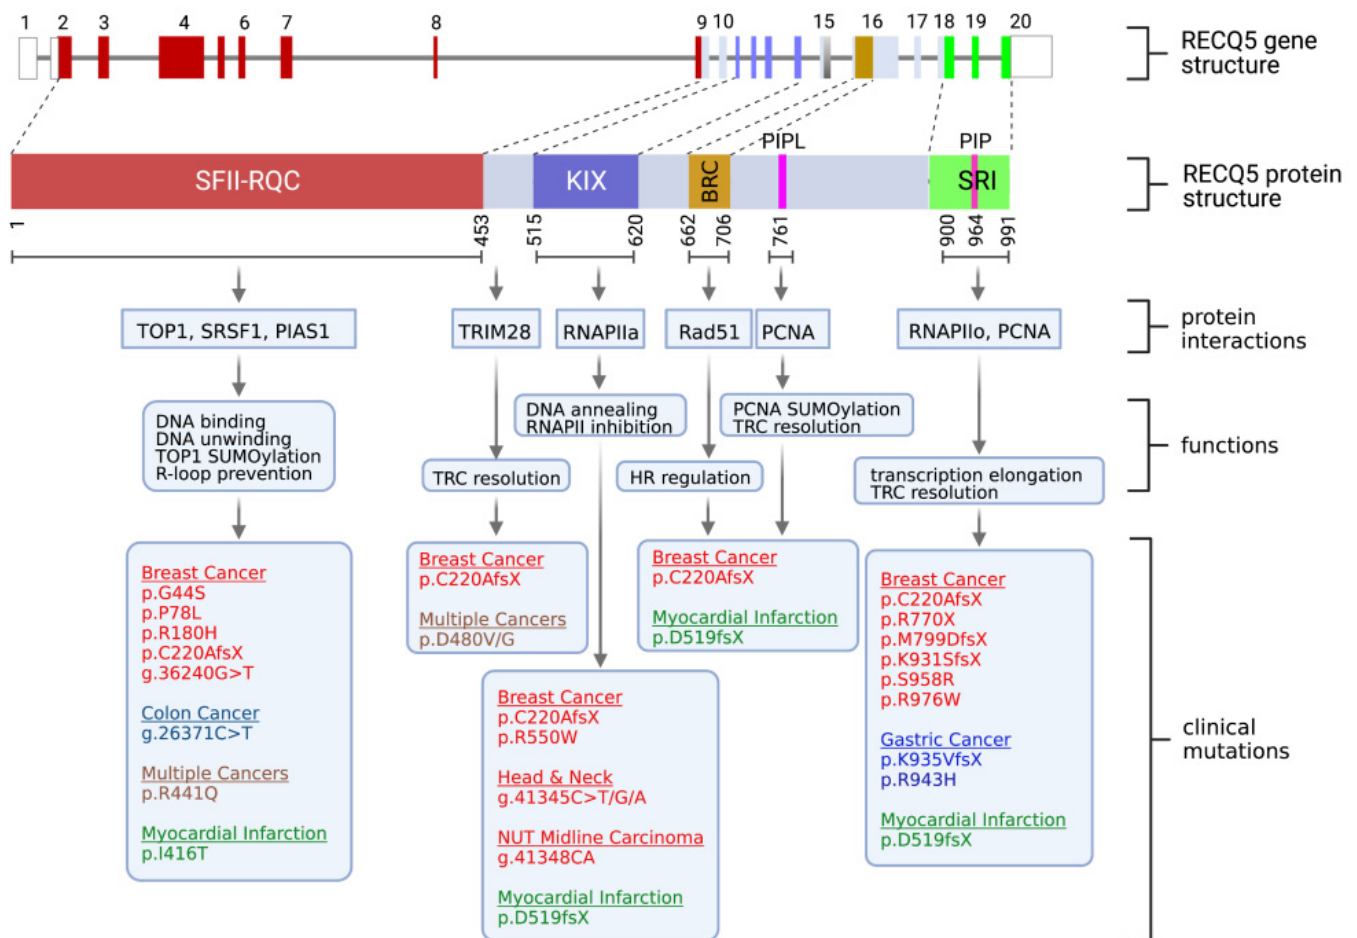 1 2 3 4 6 7 8 9 10 15 16 17 18 19 20
RECQ5 gene
structure
PIPL PIP
SFII-RQC KIX BRC SRI
RECQ5 protein
structure
1 453 515 620 662 706 761 900 964 991
TOP1, SRSF1, PIAS1
TRIM28
RNAPIIa
Rad51
PCNA
RNAPIIo, PCNA
protein
interactions
DNA binding
DNA unwinding
TOP1 SUMOylation
R-loop prevention
TRC resolution
DNA annealing
RNAPII inhibition
HR regulation
PCNA SUMOylation
TRC resolution
transcription elongation
TRC resolution
functions
Breast Cancer
p.G44S
p.P78L
p.R180H
p.C220AfsX
g.36240G>T
Colon Cancer
g.26371C>T
Multiple Cancers
p.R441Q
Myocardial Infarction
p.I416T
Breast Cancer
p.C220AfsX
Multiple Cancers
p.D480V/G
Breast Cancer
p.C220AfsX
p.R550W
Head & Neck
g.41345C>T/G/A
NUT Midline Carcinoma
g.41348CA
Myocardial Infarction
p.D519fsX
Breast Cancer
p.C220AfsX
Myocardial Infarction
p.D519fsX
Breast Cancer
p.C220AfsX
p.R770X
p.M799DfsX
p.K931SfsX
p.S958R
p.R976W
Gastric Cancer
p.K935VfsX
p.R943H
Myocardial Infarction
p.D519fsX
clinical
mutations